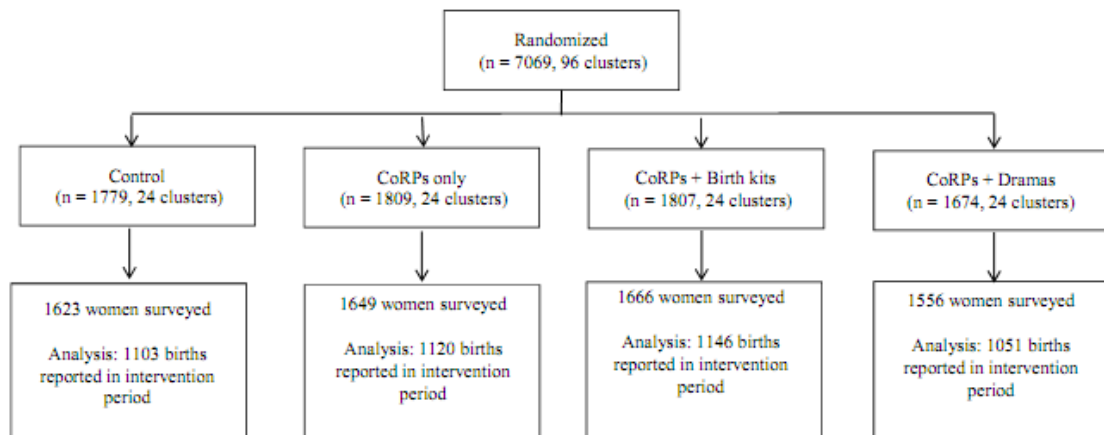 Randomized
(n = 7069, 96 clusters)
Control
(n = 1779, 24 clusters)
CoRPs only
(n = 1809, 24 clusters)
CoRPs + Birth kits
(n = 1807, 24 clusters)
CoRPs + Dramas
(n = 1674, 24 clusters)
1623 women surveyed
Analysis: 1103 births
reported in intervention
period
1649 women surveyed
Analysis: 1120 births
reported in intervention
period
1666 women surveyed
Analysis: 1146 births
reported in intervention
period
1556 women surveyed
Analysis: 1051 births
reported in intervention
period